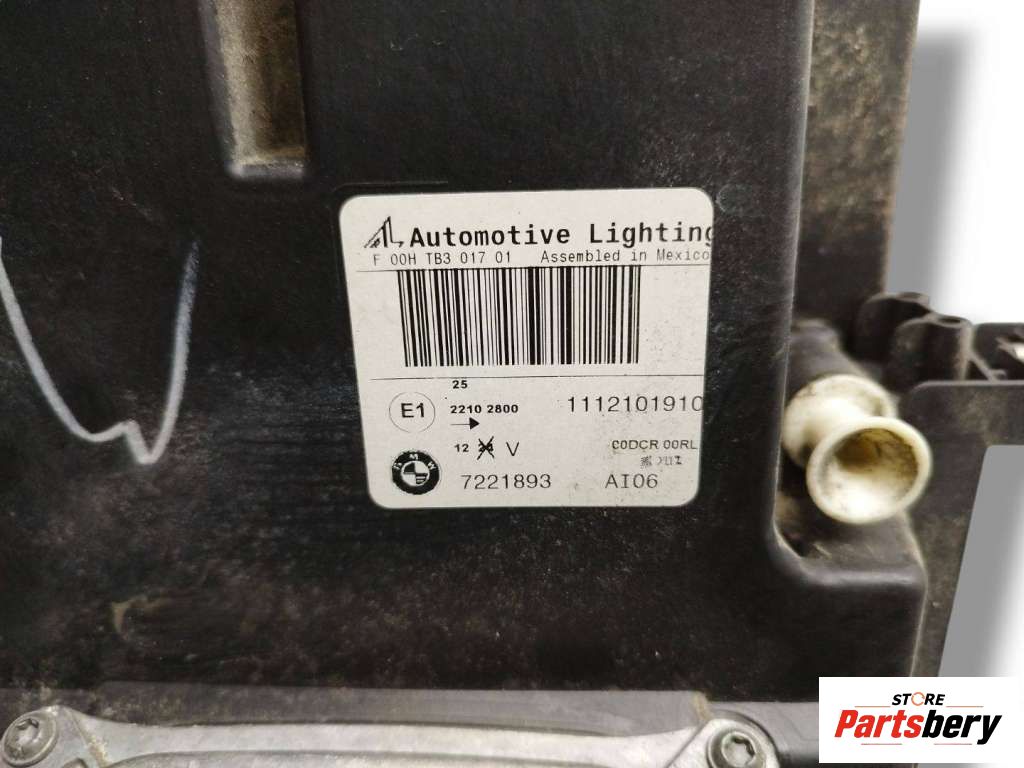 Automotive Lighting
F 00H TB3 017 01 Assembled in Mexico
25
E1 2210 2800 1112101910
12 V C0DCR 00RL
BMW 7221893 AI06
STORE
Partsbery